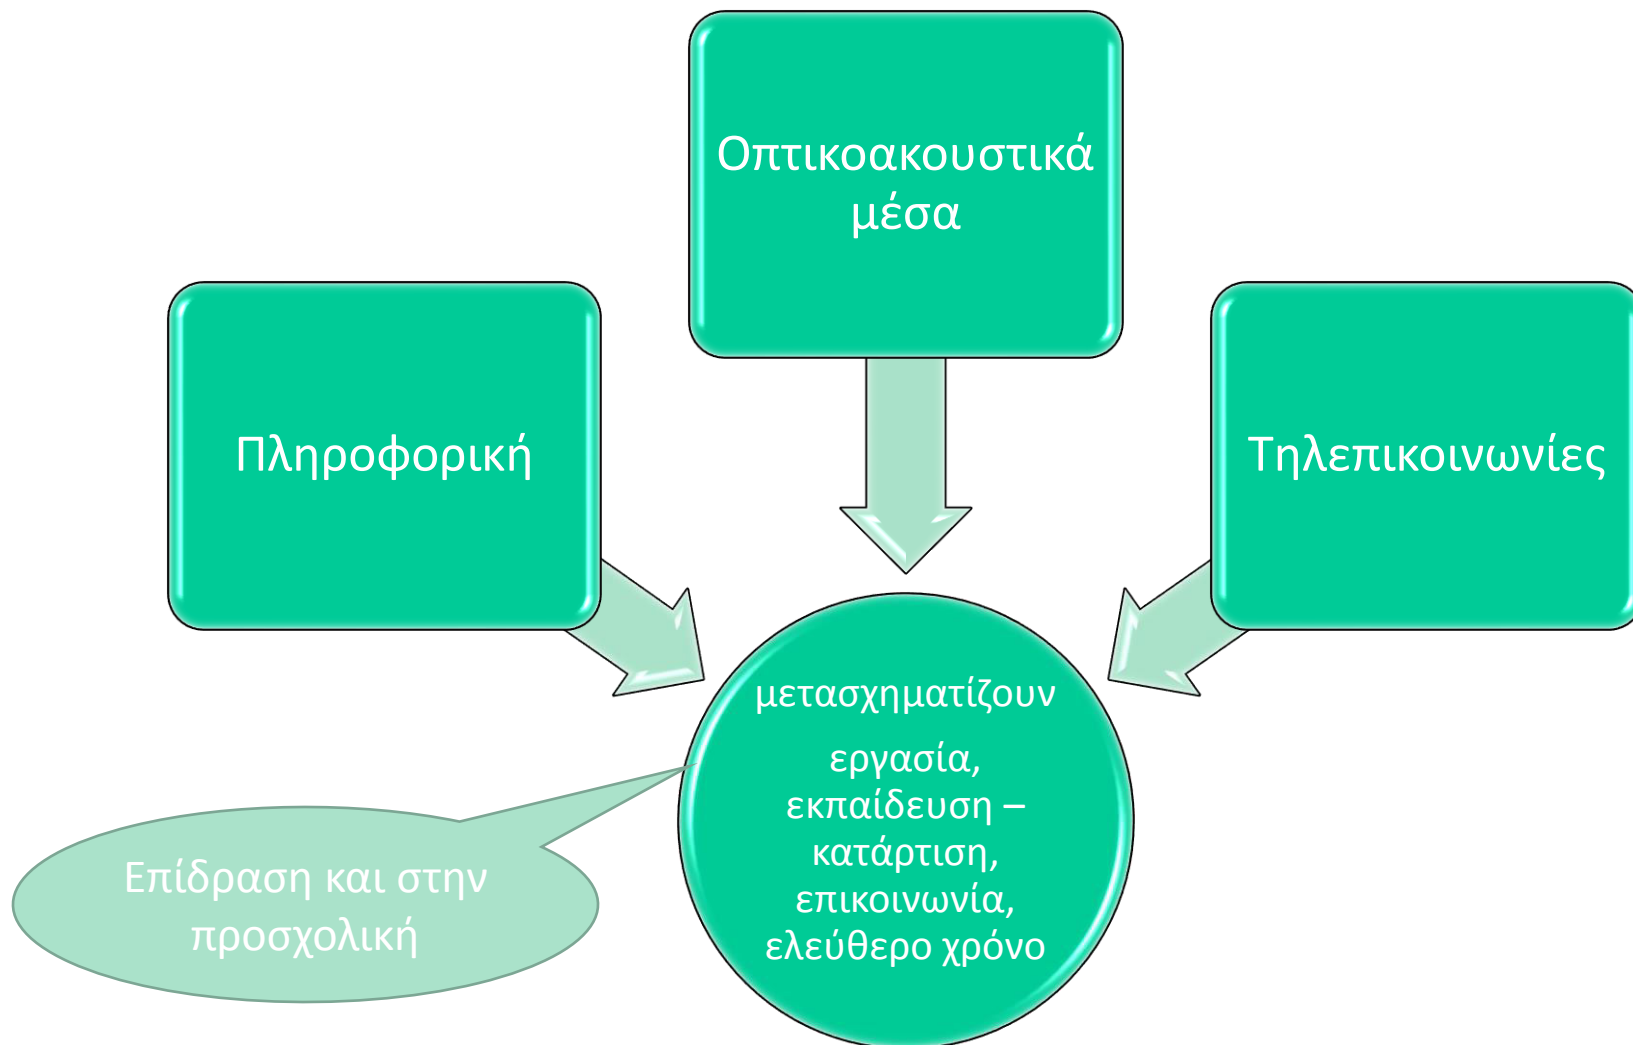 Οπτικοακουστικά
μέσα
Πληροφορική
Τηλεπικοινωνίες
μετασχηματίζουν
εργασία,
εκπαίδευση –
κατάρτιση,
επικοινωνία,
ελεύθερο χρόνο
Επίδραση και στην
προσχολική